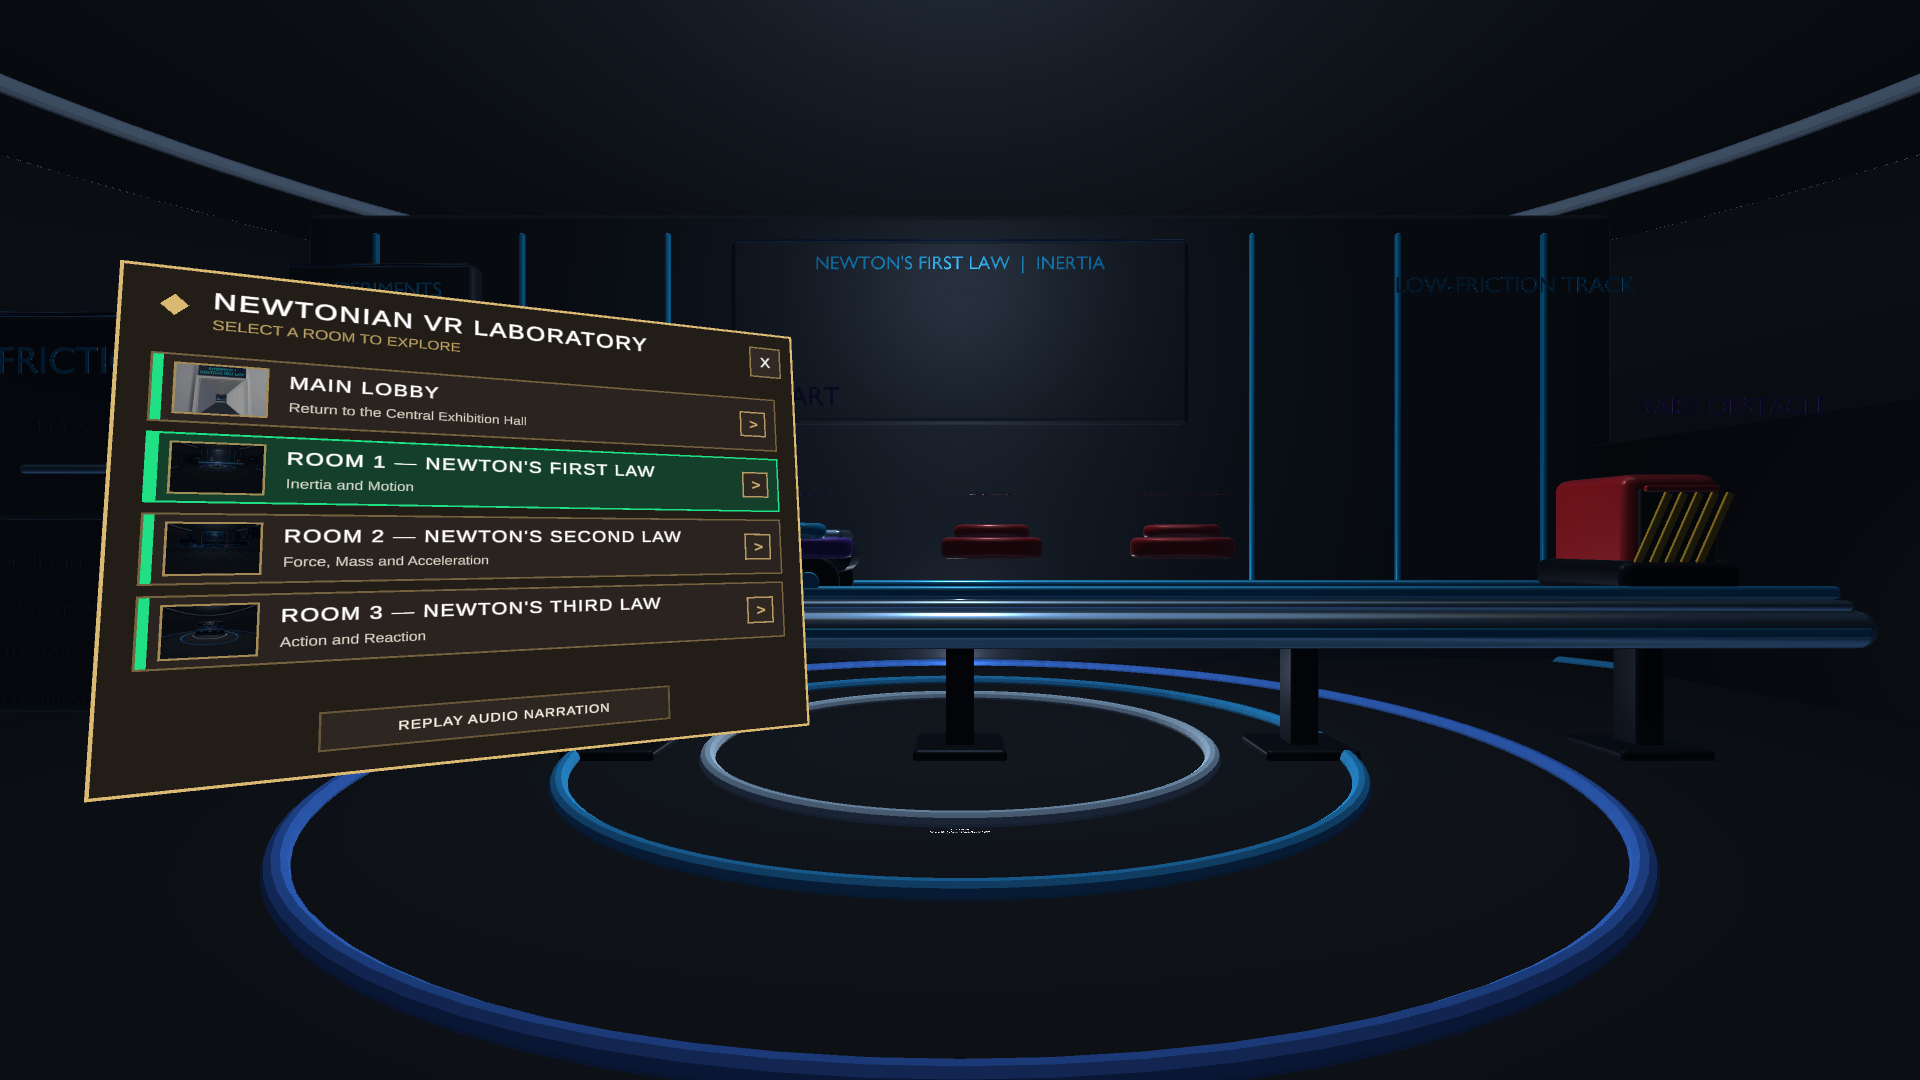 NEWTON'S FIRST LAW | INERTIA
LOW-FRICTION TRACK
NEWTONIAN VR LABORATORY
SELECT A ROOM TO EXPLORE
X
MAIN LOBBY
Return to the Central Exhibition Hall
>
ROOM 1 — NEWTON'S FIRST LAW
Inertia and Motion
>
ROOM 2 — NEWTON'S SECOND LAW
Force, Mass and Acceleration
>
ROOM 3 — NEWTON'S THIRD LAW
Action and Reaction
>
REPLAY AUDIO NARRATION